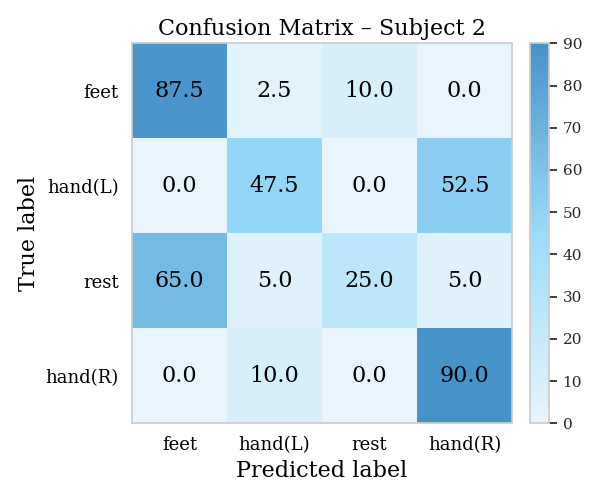 Confusion Matrix – Subject 2
True label
feet 87.5 2.5 10.0 0.0
hand(L) 0.0 47.5 0.0 52.5
rest 65.0 5.0 25.0 5.0
hand(R) 0.0 10.0 0.0 90.0
feet hand(L) rest hand(R)
Predicted label
90
80
70
60
50
40
30
20
10
0